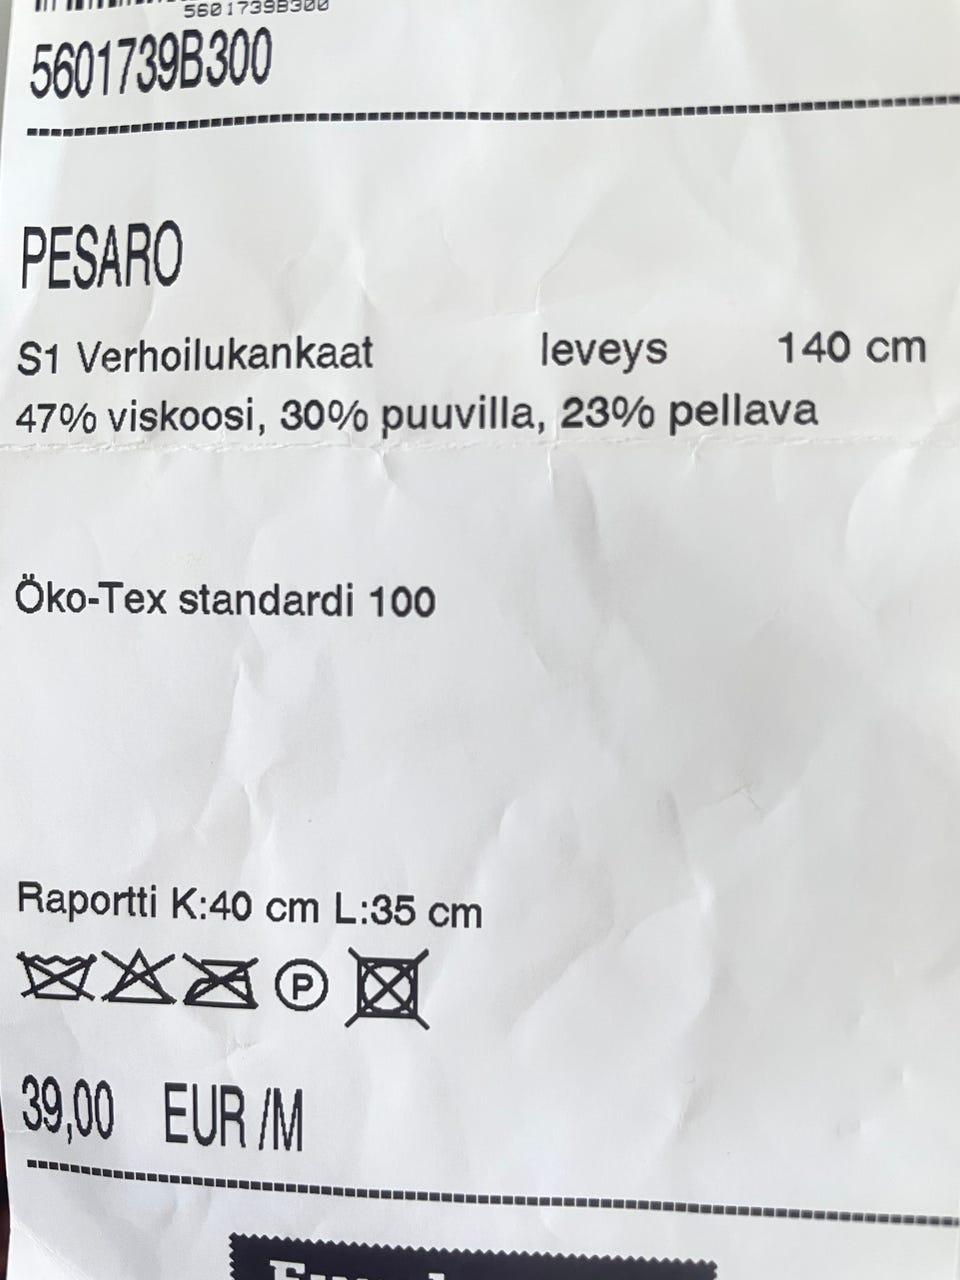 5601739B300
5601739B300
PESARO
S1 Verhoilukankaat leveys 140 cm
47% viskoosi, 30% puuvilla, 23% pellava
Öko-Tex standardi 100
Raportti K:40 cm L:35 cm
P
39,00 EUR /M